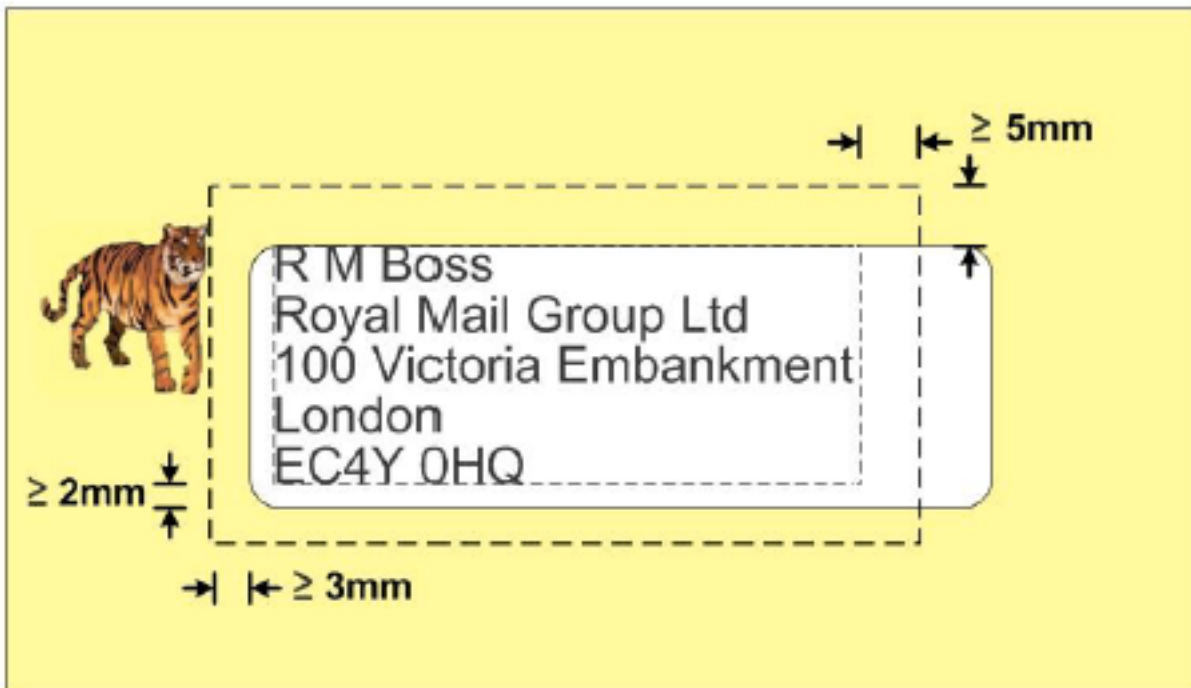 ≥ 5mm
R M Boss
Royal Mail Group Ltd
100 Victoria Embankment
London
EC4Y 0HQ
≥ 2mm
≥ 3mm